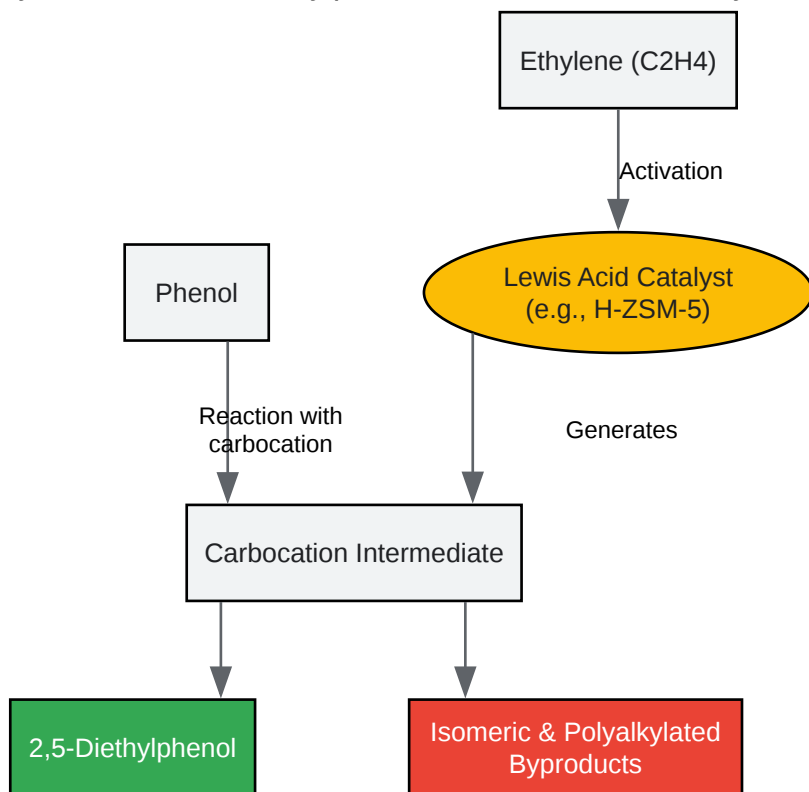 Ethylene (C2H4)
Activation
Lewis Acid Catalyst
(e.g., H-ZSM-5)
Phenol
Reaction with
carbocation
Generates
Carbocation Intermediate
2,5-Diethylphenol
Isomeric & Polyalkylated
Byproducts